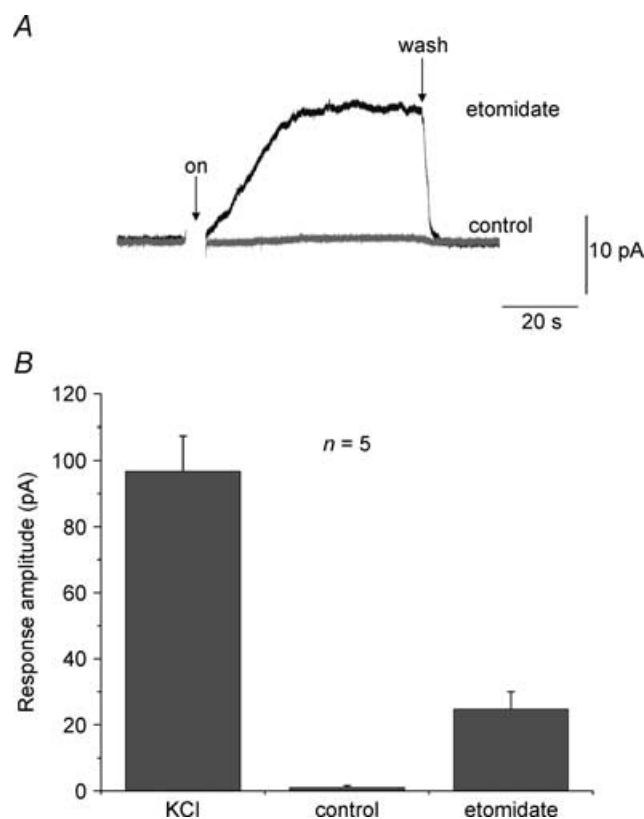 A
wash
etomidate
on
control
10 pA
20 s
B
120
n = 5
100
80
60
40
20
0
Response amplitude (pA)
KCl
control
etomidate